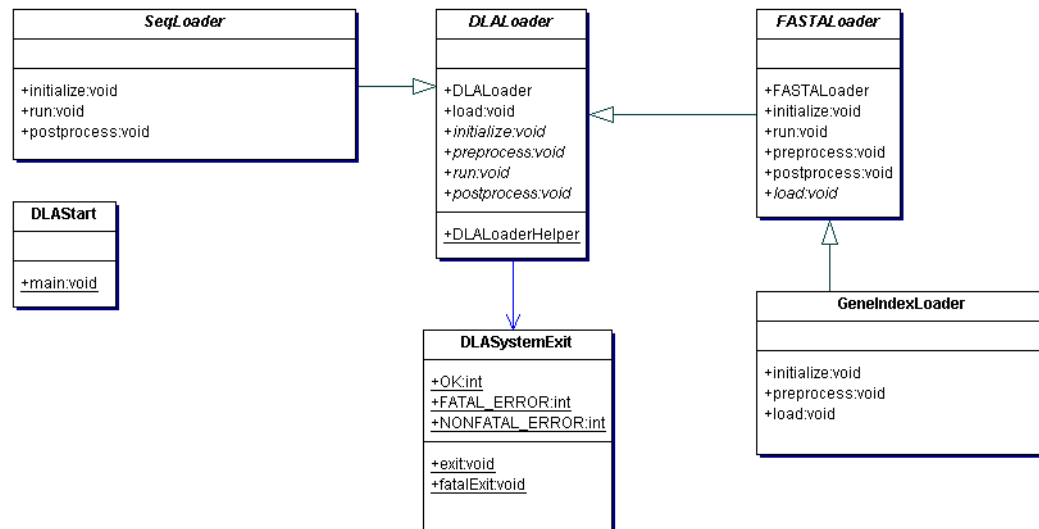 SeqLoader
+initialize:void
+run:void
+postprocess:void
DLALoader
+DLALoader
+load:void
+initialize:void
+preprocess:void
+run:void
+postprocess:void
+DLALoaderHelper
FASTALoader
+FASTALoader
+initialize:void
+run:void
+preprocess:void
+postprocess:void
+load:void
DLAStart
+main:void
DLASystemExit
+OK:int
+FATAL_ERROR:int
+NONFATAL_ERROR:int
+exit:void
+fatalExit:void
GeneIndexLoader
+initialize:void
+preprocess:void
+load:void